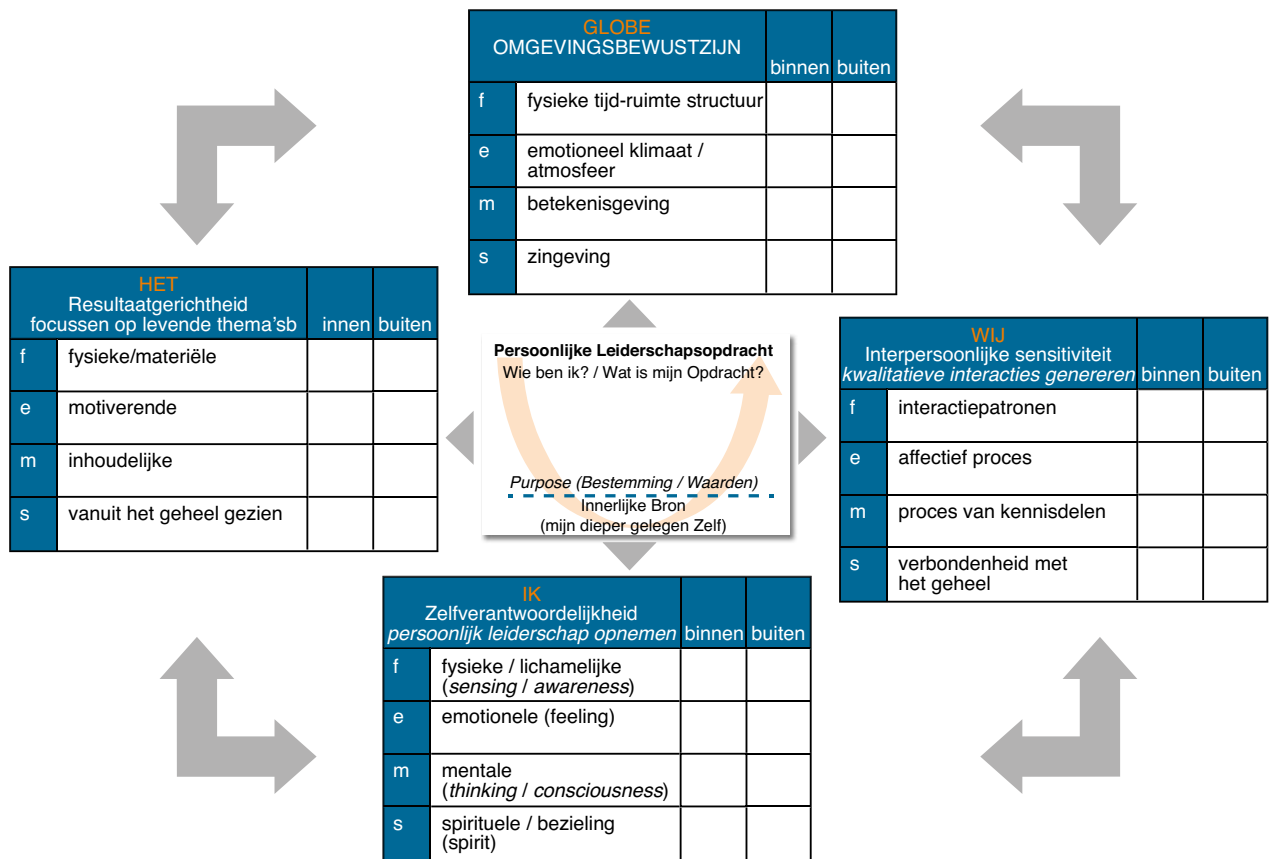 GLOBE
OMGEVINGSBEWUSTZIJN
binnen buiten
f fysieke tijd-ruimte structuur
e emotioneel klimaat /
atmosfeer
m betekenisgeving
s zingeving
HET
Resultaatgerichtheid
focussen op levende thema'sb innen buiten
f fysieke/materiële
e motiverende
m inhoudelijke
s vanuit het geheel gezien
Persoonlijke Leiderschapsopdracht
Wie ben ik? / Wat is mijn Opdracht?
Purpose (Bestemming / Waarden)
Innerlijke Bron
(mijn dieper gelegen Zelf)
WIJ
Interpersoonlijke sensitiviteit
kwalitatieve interacties genereren binnen buiten
f interactiepatronen
e affectief proces
m proces van kennisdelen
s verbondenheid met
het geheel
IK
Zelfverantwoordelijkheid
persoonlijk leiderschap opnemen binnen buiten
f fysieke / lichamelijke
(sensing / awareness)
e emotionele (feeling)
m mentale
(thinking / consciousness)
s spirituele / bezieling
(spirit)